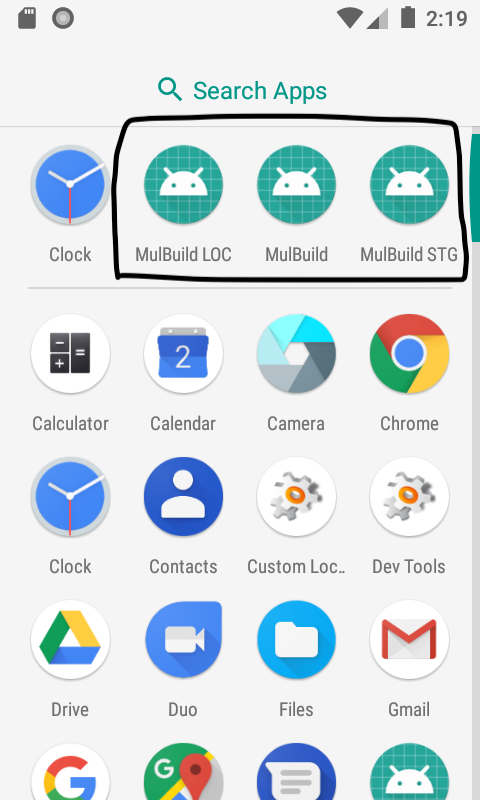 2:19
Search Apps
Clock MulBuild LOC MulBuild MulBuild STG
Calculator Calendar Camera Chrome
2
Clock Contacts Custom Loc.. Dev Tools
Drive Duo Files Gmail
G